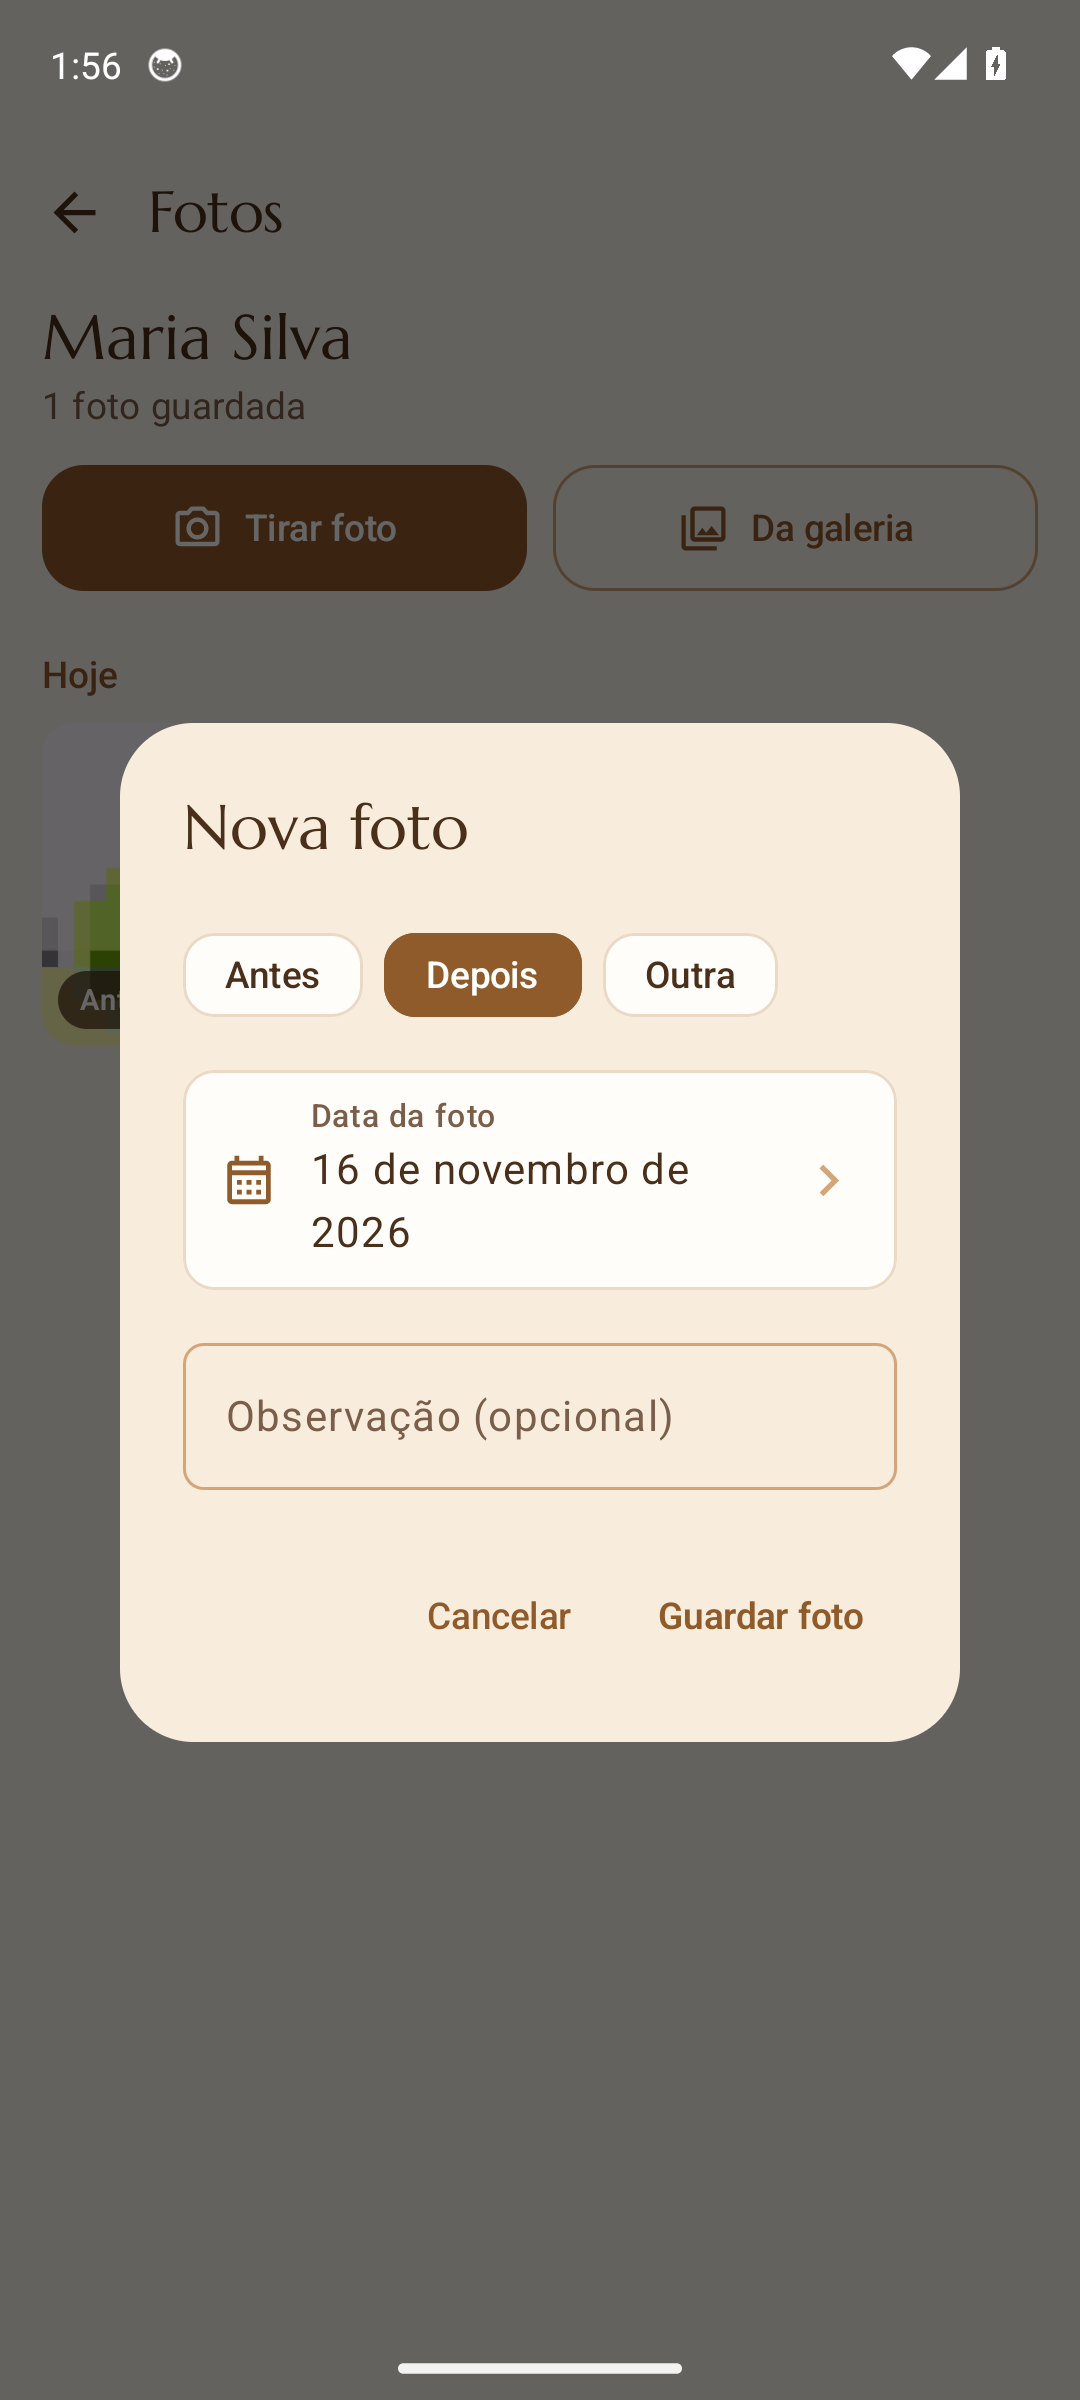 1:56
Fotos
Maria Silva
1 foto guardada
Tirar foto
Da galeria
Hoje
Nova foto
Antes
Depois
Outra
Ant
Data da foto
16 de novembro de
2026
Observação (opcional)
Cancelar
Guardar foto